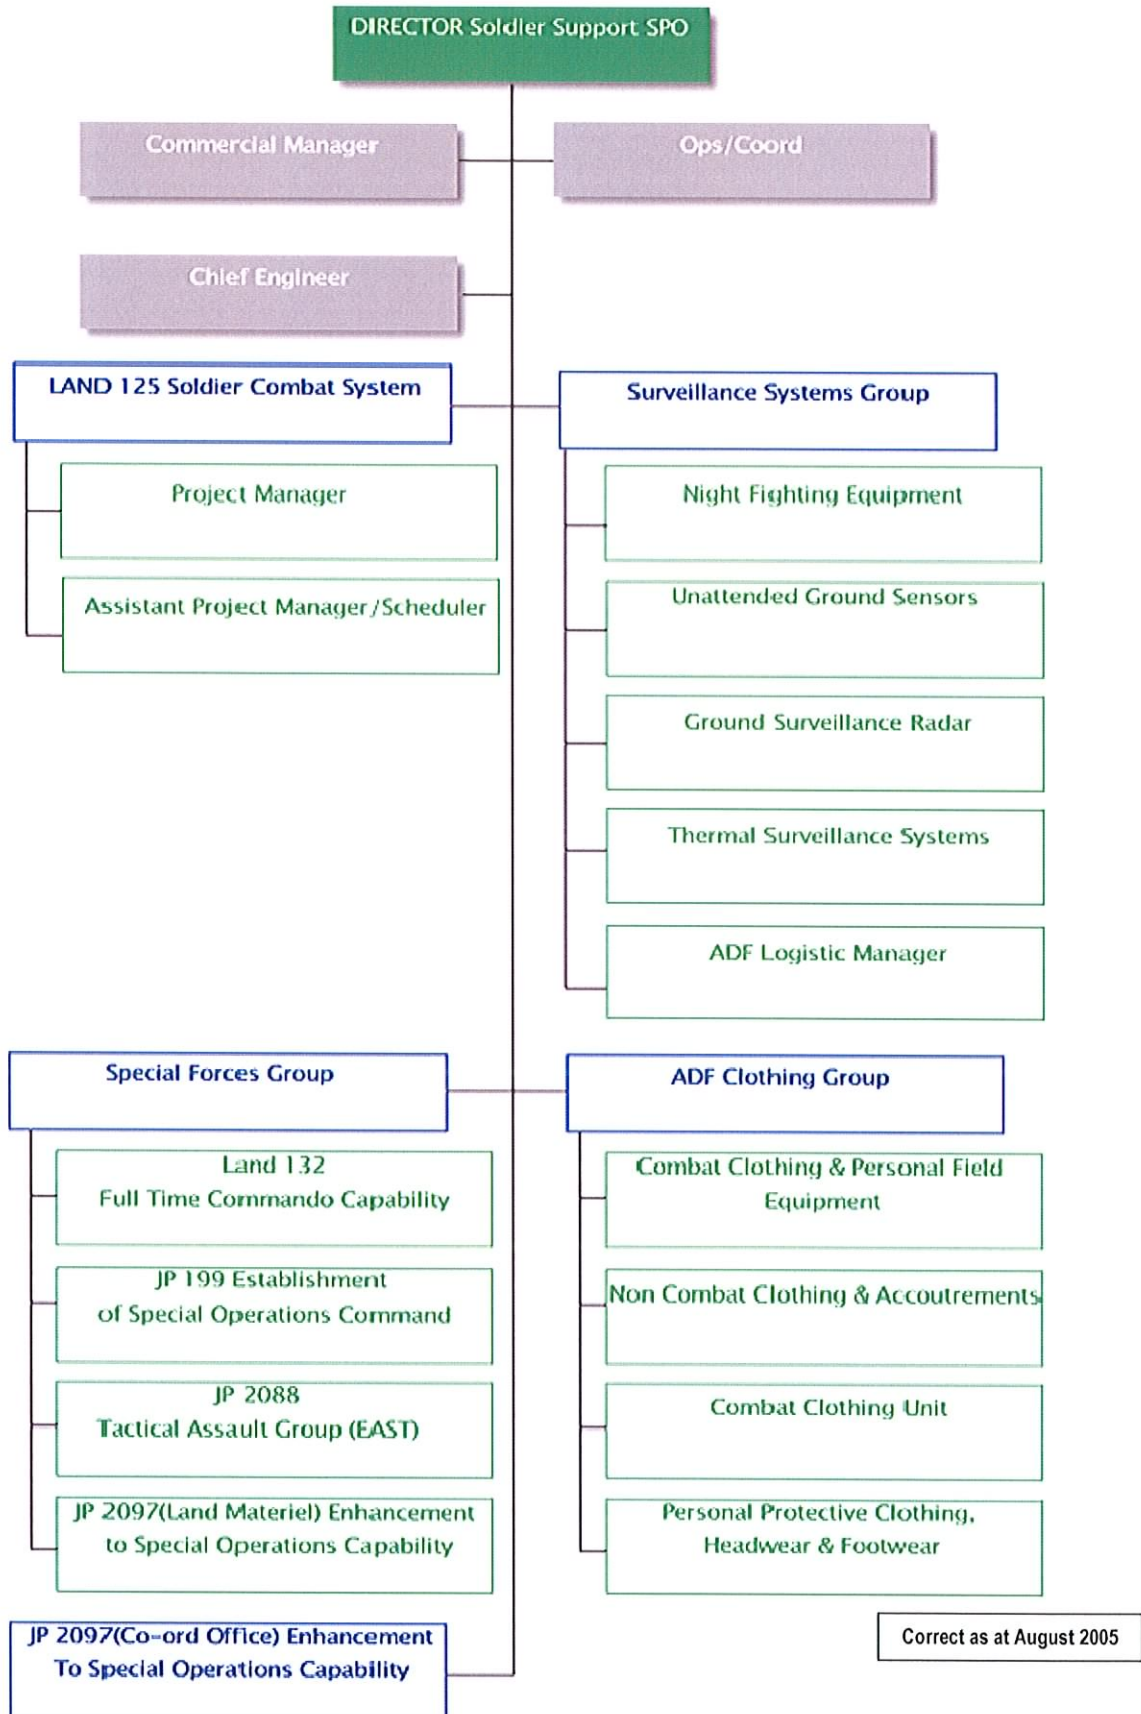 DIRECTOR Soldier Support SPO
Commercial Manager
Ops/Coord
Chief Engineer
LAND 125 Soldier Combat System
Project Manager
Assistant Project Manager/Scheduler
Surveillance Systems Group
Night Fighting Equipment
Unattended Ground Sensors
Ground Surveillance Radar
Thermal Surveillance Systems
ADF Logistic Manager
Special Forces Group
Land 132
Full Time Commando Capability
JP 199 Establishment
of Special Operations Command
JP 2088
Tactical Assault Group (EAST)
JP 2097(Land Materiel) Enhancement
to Special Operations Capability
ADF Clothing Group
Combat Clothing & Personal Field
Equipment
Non Combat Clothing & Accoutrements
Combat Clothing Unit
Personal Protective Clothing,
Headwear & Footwear
JP 2097(Co-ord Office) Enhancement
To Special Operations Capability
Correct as at August 2005